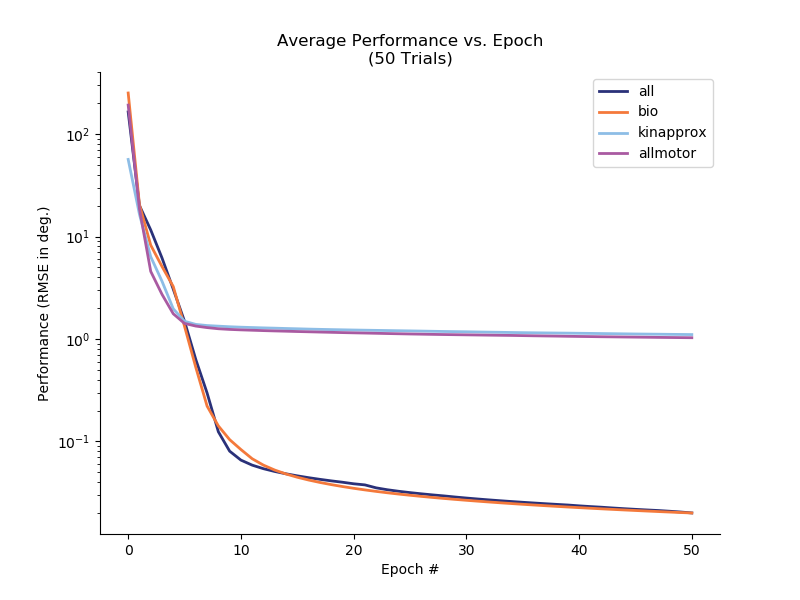 Average Performance vs. Epoch
(50 Trials)
all
bio
kinapprox
allmotor
Performance (RMSE in deg.)
10²
10¹
10⁰
10⁻¹
0 10 20 30 40 50
Epoch #